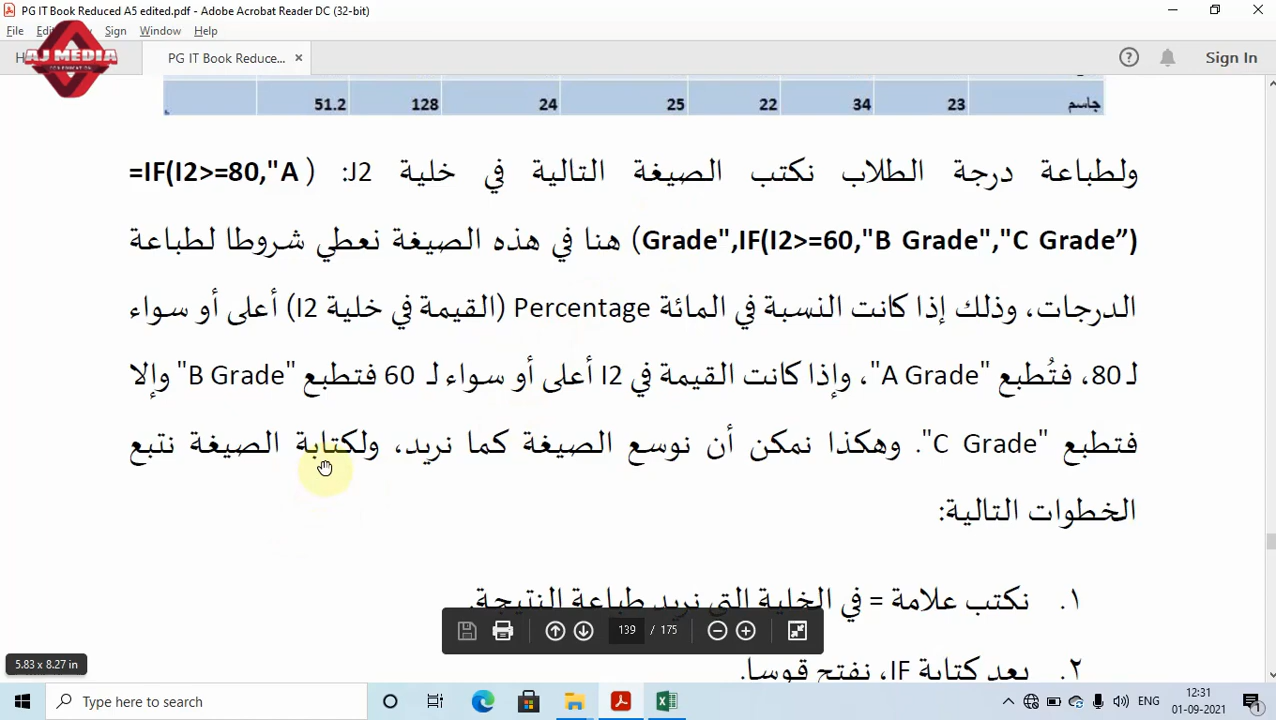 PG IT Book Reduced A5 edited.pdf - Adobe Acrobat Reader DC (32-bit)
File Sign Window Help
AJ MEDIA
PG IT Book Reduce... × Sign In
جاسم 23 34 22 25 24 128 51.2
ولطباعة درجة الطلاب نكتب الصيغة التالية في خلية J2: (=IF(I2>=80,"A
Grade",IF(I2>=60,"B Grade","C Grade”)) هنا في هذه الصيغة نعطي شروطا لطباعة
الدرجات، وذلك إذا كانت النسبة في المائة Percentage (القيمة في خلية I2) أعلى أو سواء
لـ 80، فتُطبع "A Grade"، وإذا كانت القيمة في I2 أعلى أو سواء لـ 60 فتطبع "B Grade" وإلا
فتطبع "C Grade". وهكذا نمكن أن نوسع الصيغة كما نريد، ولكتابة الصيغة نتبع
الخطوات التالية:
١. نكتب علامة = في الخلية التي نريد طباعة النتيجة.
٢. بعد كتابة IF، نفتح قوسا.
139 / 175
5.83 x 8.27 in
Type here to search
ENG
12:31
01-09-2021